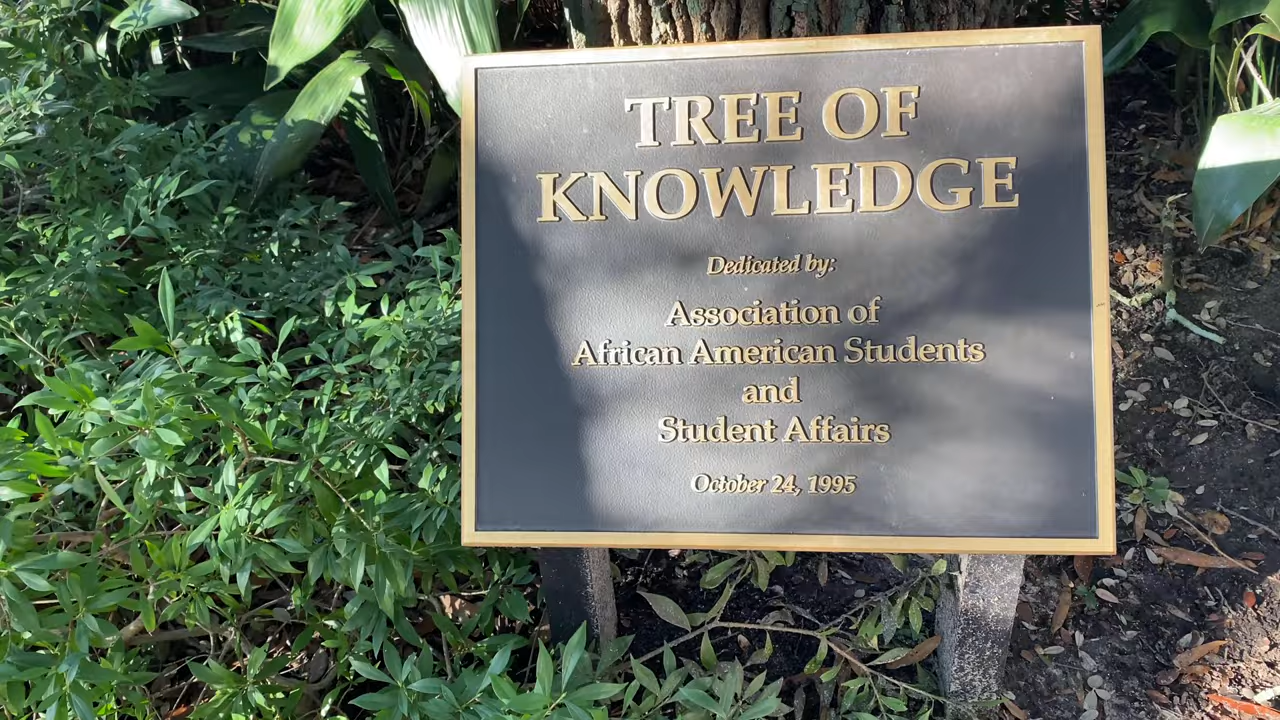 TREE OF
KNOWLEDGE
Dedicated by:
Association of
African American Students
and
Student Affairs
October 24, 1995